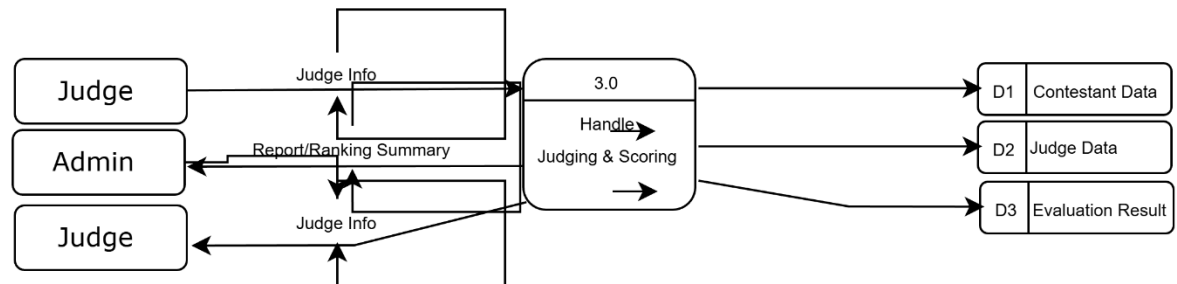 Judge
Judge Info
3.0
D1 Contestant Data
Admin
Report/Ranking Summary
Handle
Judging & Scoring
D2 Judge Data
Judge
Judge Info
D3 Evaluation Result